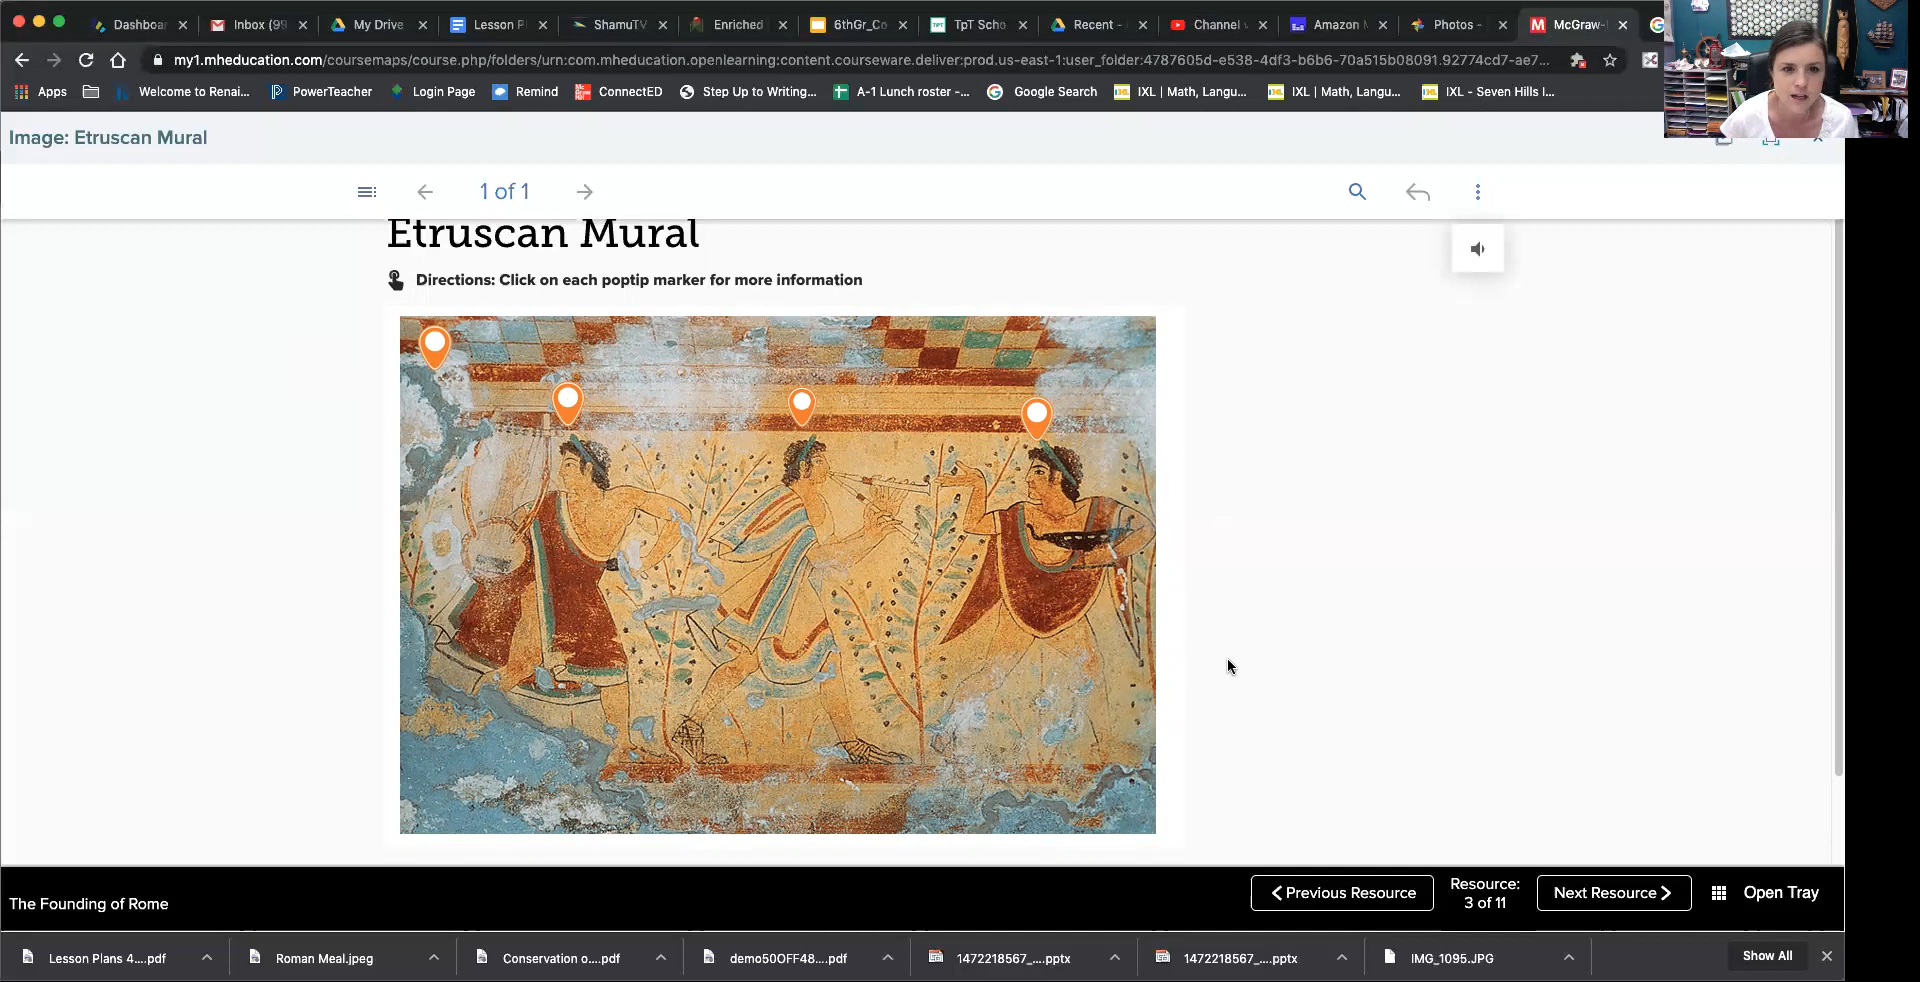 Dashboar
Inbox (99
My Drive
Lesson P
ShamuTV
Enriched
6thGr_Co
TpT Scho
Recent -
Channel
Amazon
Photos -
McGraw-
my1.mheducation.com/coursemaps/course.php/folders/urn:com.mheducation.openlearning:content.courseware.deliver:prod.us-east-1:user_folder:4787605d-e538-4df3-b6b6-70a515b08091.92774cd7-ae7...
Apps
Welcome to Renai...
PowerTeacher
Login Page
Remind
ConnectED
Step Up to Writing...
A-1 Lunch roster -...
Google Search
IXL | Math, Langu...
IXL | Math, Langu...
IXL - Seven Hills I...
Image: Etruscan Mural
1 of 1
Etruscan Mural
Directions: Click on each poptip marker for more information
The Founding of Rome
Previous Resource
Resource:
3 of 11
Next Resource
Open Tray
Lesson Plans 4....pdf
Roman Meal.jpeg
Conservation o....pdf
demo50OFF48....pdf
1472218567_....pptx
1472218567_....pptx
IMG_1095.JPG
Show All